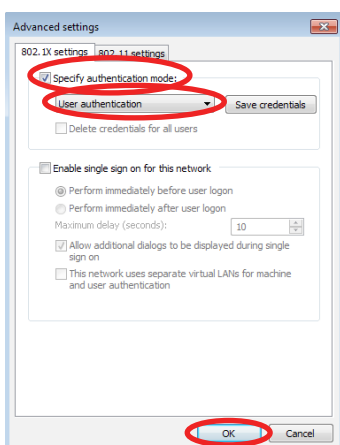 Advanced settings
802.1X settings 802.11 settings
Specify authentication mode:
User authentication Save credentials
Delete credentials for all users
Enable single sign on for this network
Perform immediately before user logon
Perform immediately after user logon
Maximum delay (seconds): 10
Allow additional dialogs to be displayed during single
sign on
This network uses separate virtual LANs for machine
and user authentication
OK Cancel